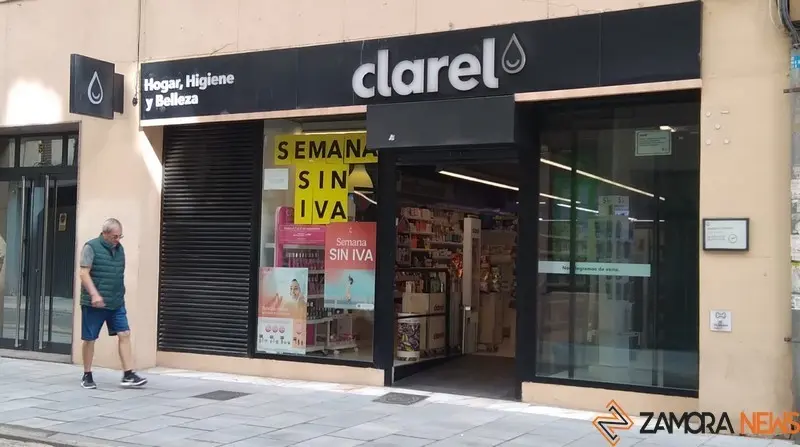 Hogar, Higiene
y Belleza
clarel
SEMANA
SIN
IVA
Semana
SIN IVA
ZAMORA NEWS